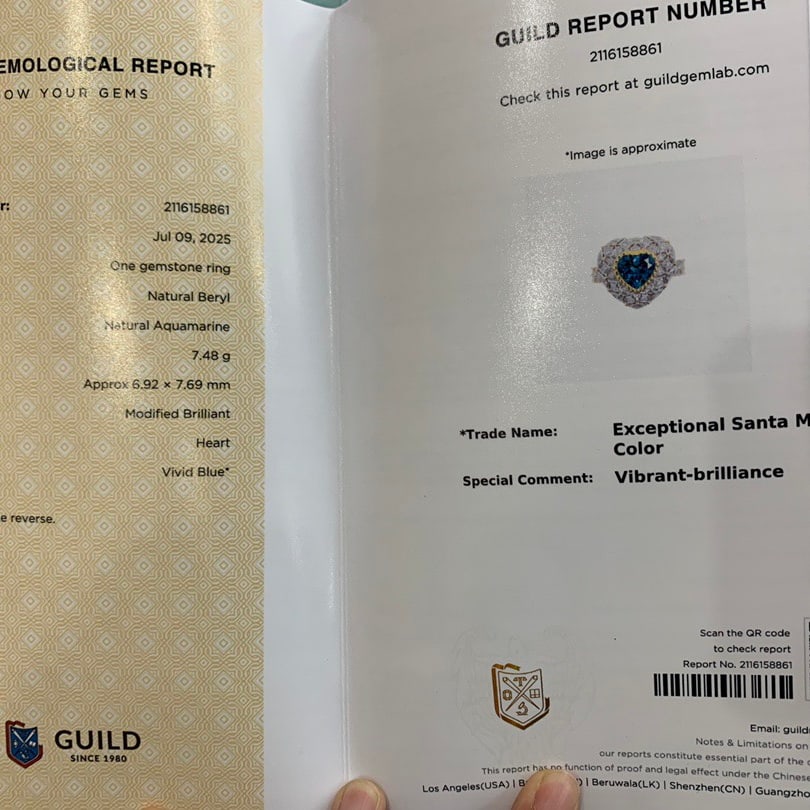 EMOLOGICAL REPORT
OW YOUR GEMS
r:
2116158861
Jul 09, 2025
One gemstone ring
Natural Beryl
Natural Aquamarine
7.48 g
Approx 6.92 × 7.69 mm
Modified Brilliant
Heart
Vivid Blue*
e reverse.
GUILD
SINCE 1980
GUILD REPORT NUMBER
2116158861
Check this report at guildgemlab.com
*Image is approximate
*Trade Name: Exceptional Santa M
Color
Special Comment: Vibrant-brilliance
Scan the QR code
to check report
Report No. 2116158861
Email: guild
Notes & Limitations on
our reports constitute essential part of the
This report has no function of proof and legal effect under the Chinese
Los Angeles(USA) | Beruwala(LK) | Shenzhen(CN) | Guangzho